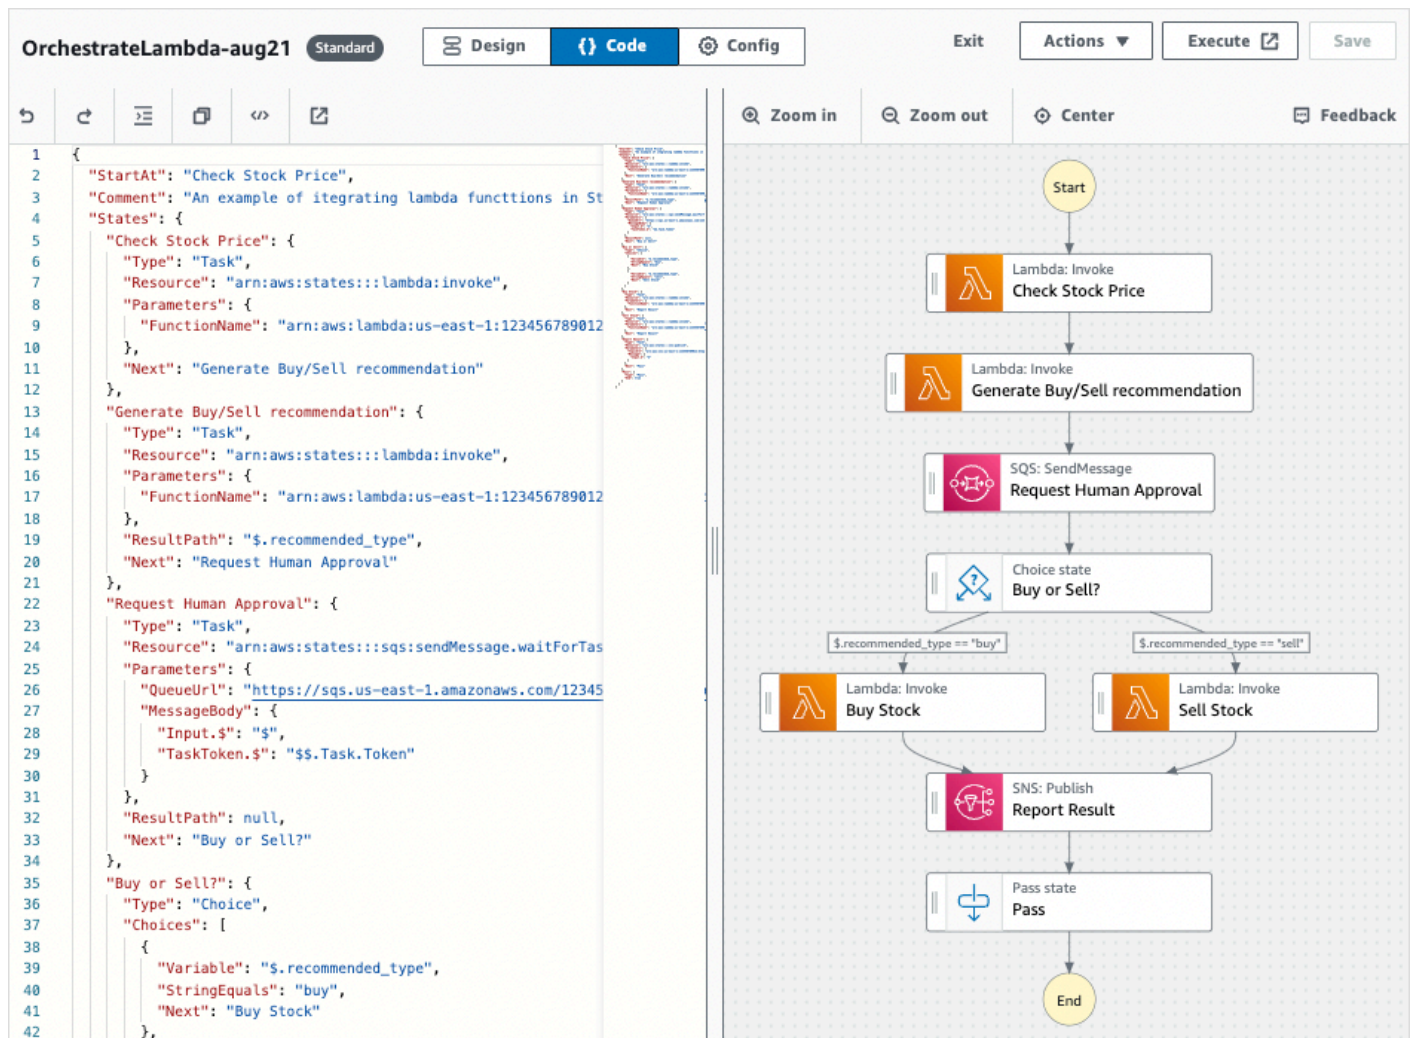 OrchestrateLambda-aug21 Standard Design {} Code Config Exit Actions ▼ Execute Save
Zoom in Zoom out Center Feedback
1 {
2 "StartAt": "Check Stock Price",
3 "Comment": "An example of itegrating lambda functtions in St
4 "States": {
5 "Check Stock Price": {
6 "Type": "Task",
7 "Resource": "arn:aws:states:::lambda:invoke",
8 "Parameters": {
9 "FunctionName": "arn:aws:lambda:us-east-1:123456789012
10 },
11 "Next": "Generate Buy/Sell recommendation"
12 },
13 "Generate Buy/Sell recommendation": {
14 "Type": "Task",
15 "Resource": "arn:aws:states:::lambda:invoke",
16 "Parameters": {
17 "FunctionName": "arn:aws:lambda:us-east-1:123456789012
18 },
19 "ResultPath": "$.recommended_type",
20 "Next": "Request Human Approval"
21 },
22 "Request Human Approval": {
23 "Type": "Task",
24 "Resource": "arn:aws:states:::sqs:sendMessage.waitForTas
25 "Parameters": {
26 "QueueUrl": "https://sqs.us-east-1.amazonaws.com/12345
27 "MessageBody": {
28 "Input.$": "$",
29 "TaskToken.$": "$$.Task.Token"
30 }
31 },
32 "ResultPath": null,
33 "Next": "Buy or Sell?"
34 },
35 "Buy or Sell?": {
36 "Type": "Choice",
37 "Choices": [
38 {
39 "Variable": "$.recommended_type",
40 "StringEquals": "buy",
41 "Next": "Buy Stock"
42 },
Start
Lambda: Invoke
Check Stock Price
Lambda: Invoke
Generate Buy/Sell recommendation
SQS: SendMessage
Request Human Approval
Choice state
Buy or Sell?
$.recommended_type == "buy"
$.recommended_type == "sell"
Lambda: Invoke
Buy Stock
Lambda: Invoke
Sell Stock
SNS: Publish
Report Result
Pass state
Pass
End